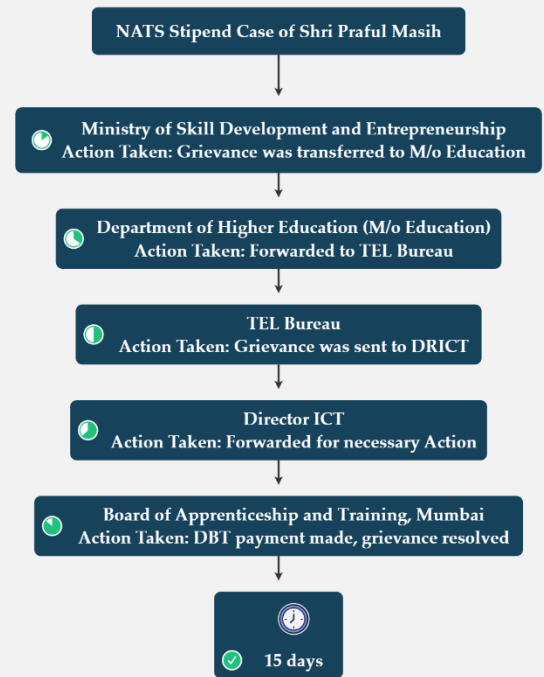 NATS Stipend Case of Shri Praful Masih
Ministry of Skill Development and Entrepreneurship
Action Taken: Grievance was transferred to M/o Education
Department of Higher Education (M/o Education)
Action Taken: Forwarded to TEL Bureau
TEL Bureau
Action Taken: Grievance was sent to DRICT
Director ICT
Action Taken: Forwarded for necessary Action
Board of Apprenticeship and Training, Mumbai
Action Taken: DBT payment made, grievance resolved
15 days